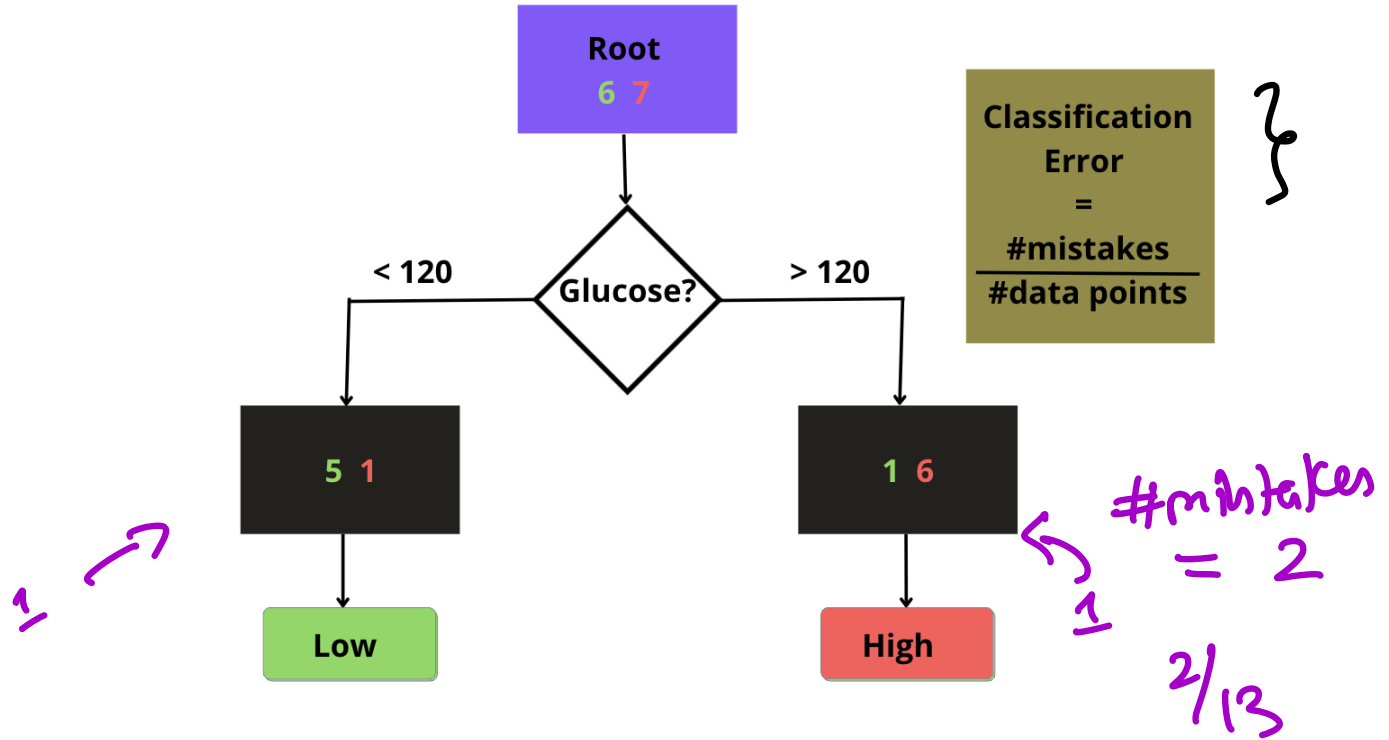 Root
6 7
Classification
Error
=
#mistakes
#data points
< 120
Glucose?
> 120
5 1
1 6
#mistakes
= 2
1
1
Low
High
2/13